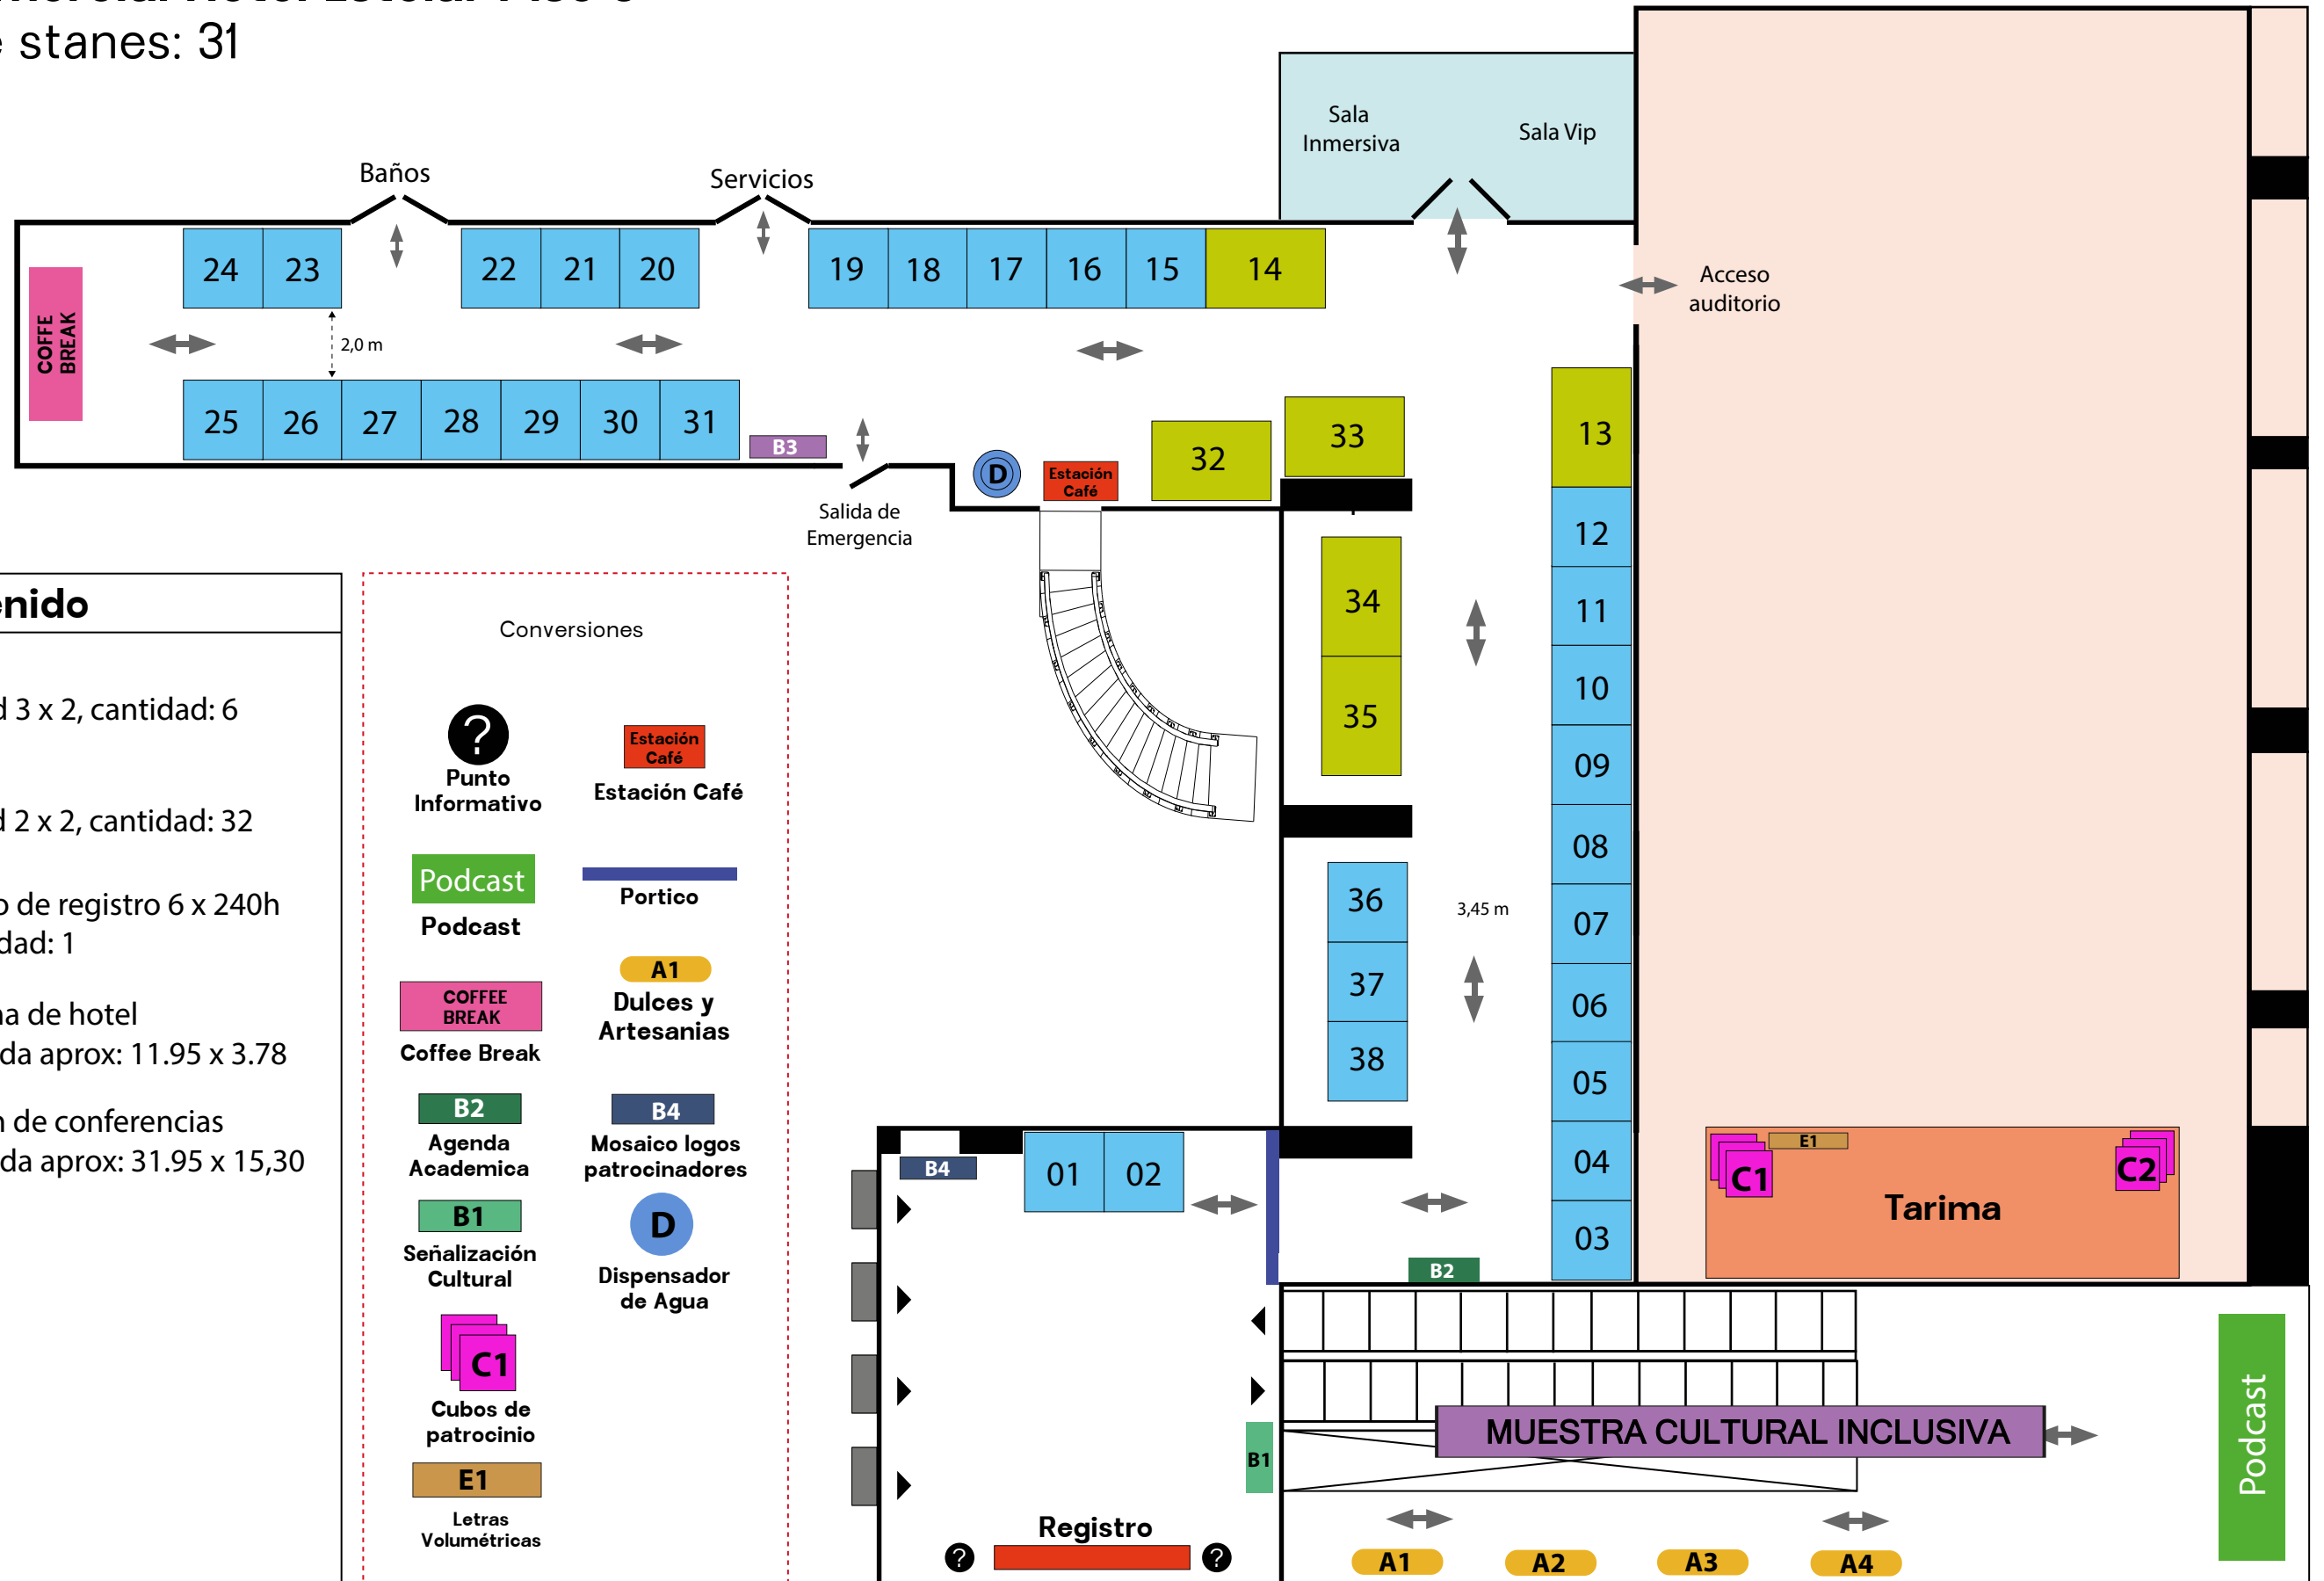 e stanes: 31
Sala
Inmersiva
Sala Vip
Baños
Servicios
24
23
22
21
20
19
18
17
16
15
14
Acceso
auditorio
COFFE
BREAK
2,0 m
25
26
27
28
29
30
31
B3
Salida de
Emergencia
D
Estación
Café
32
33
13
12
11
10
09
08
07
06
05
04
03
34
35
36
37
38
3,45 m
enido
d 3 x 2, cantidad: 6
d 2 x 2, cantidad: 32
o de registro 6 x 240h
dad: 1
na de hotel
da aprox: 11.95 x 3.78
n de conferencias
da aprox: 31.95 x 15,30
Conversiones
?
Punto
Informativo
Estación
Café
Estación Café
Podcast
Podcast
Portico
A1
Dulces y
Artesanias
COFFEE
BREAK
Coffee Break
B2
Agenda
Academica
B4
Mosaico logos
patrocinadores
B1
Señalización
Cultural
D
Dispensador
de Agua
C1
Cubos de
patrocinio
E1
Letras
Volumétricas
B4
01
02
B2
C1
E1
C2
Tarima
MUESTRA CULTURAL INCLUSIVA
B1
Podcast
Registro
?
?
A1
A2
A3
A4